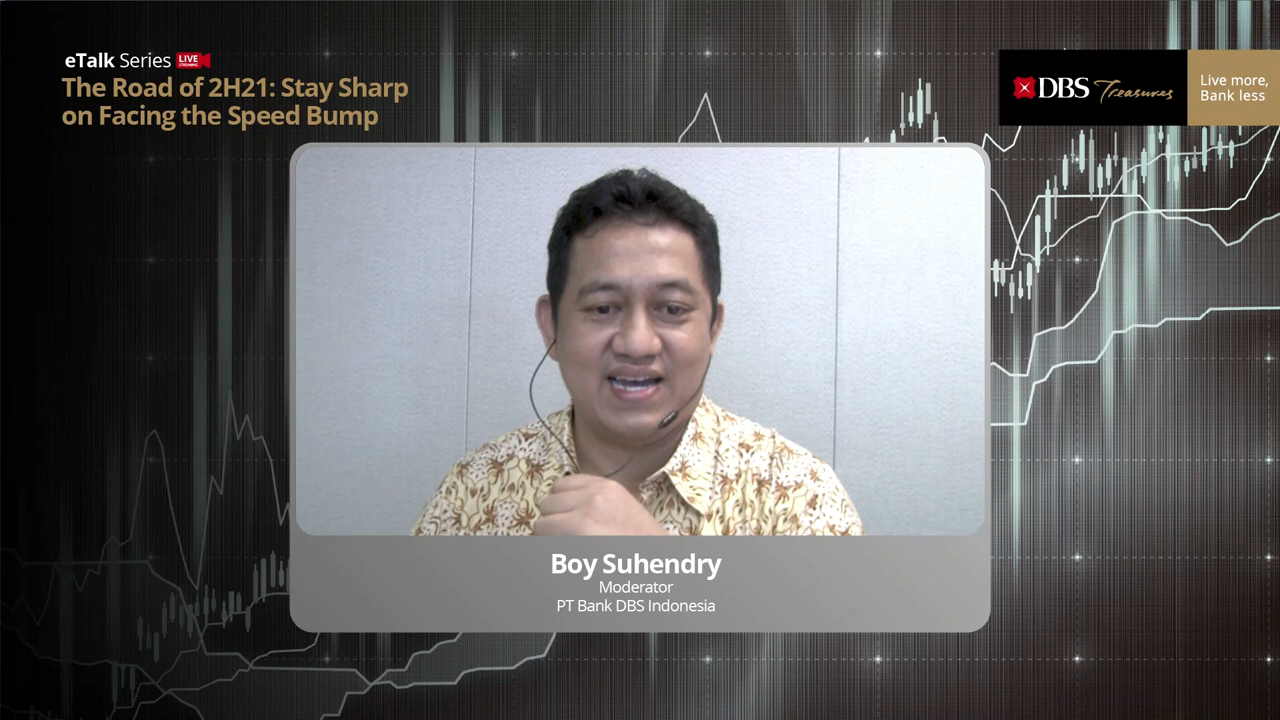 eTalk Series LIVE STREAMING
The Road of 2H21: Stay Sharp
on Facing the Speed Bump
DBS Treasures
Live more,
Bank less
Boy Suhendry
Moderator
PT Bank DBS Indonesia